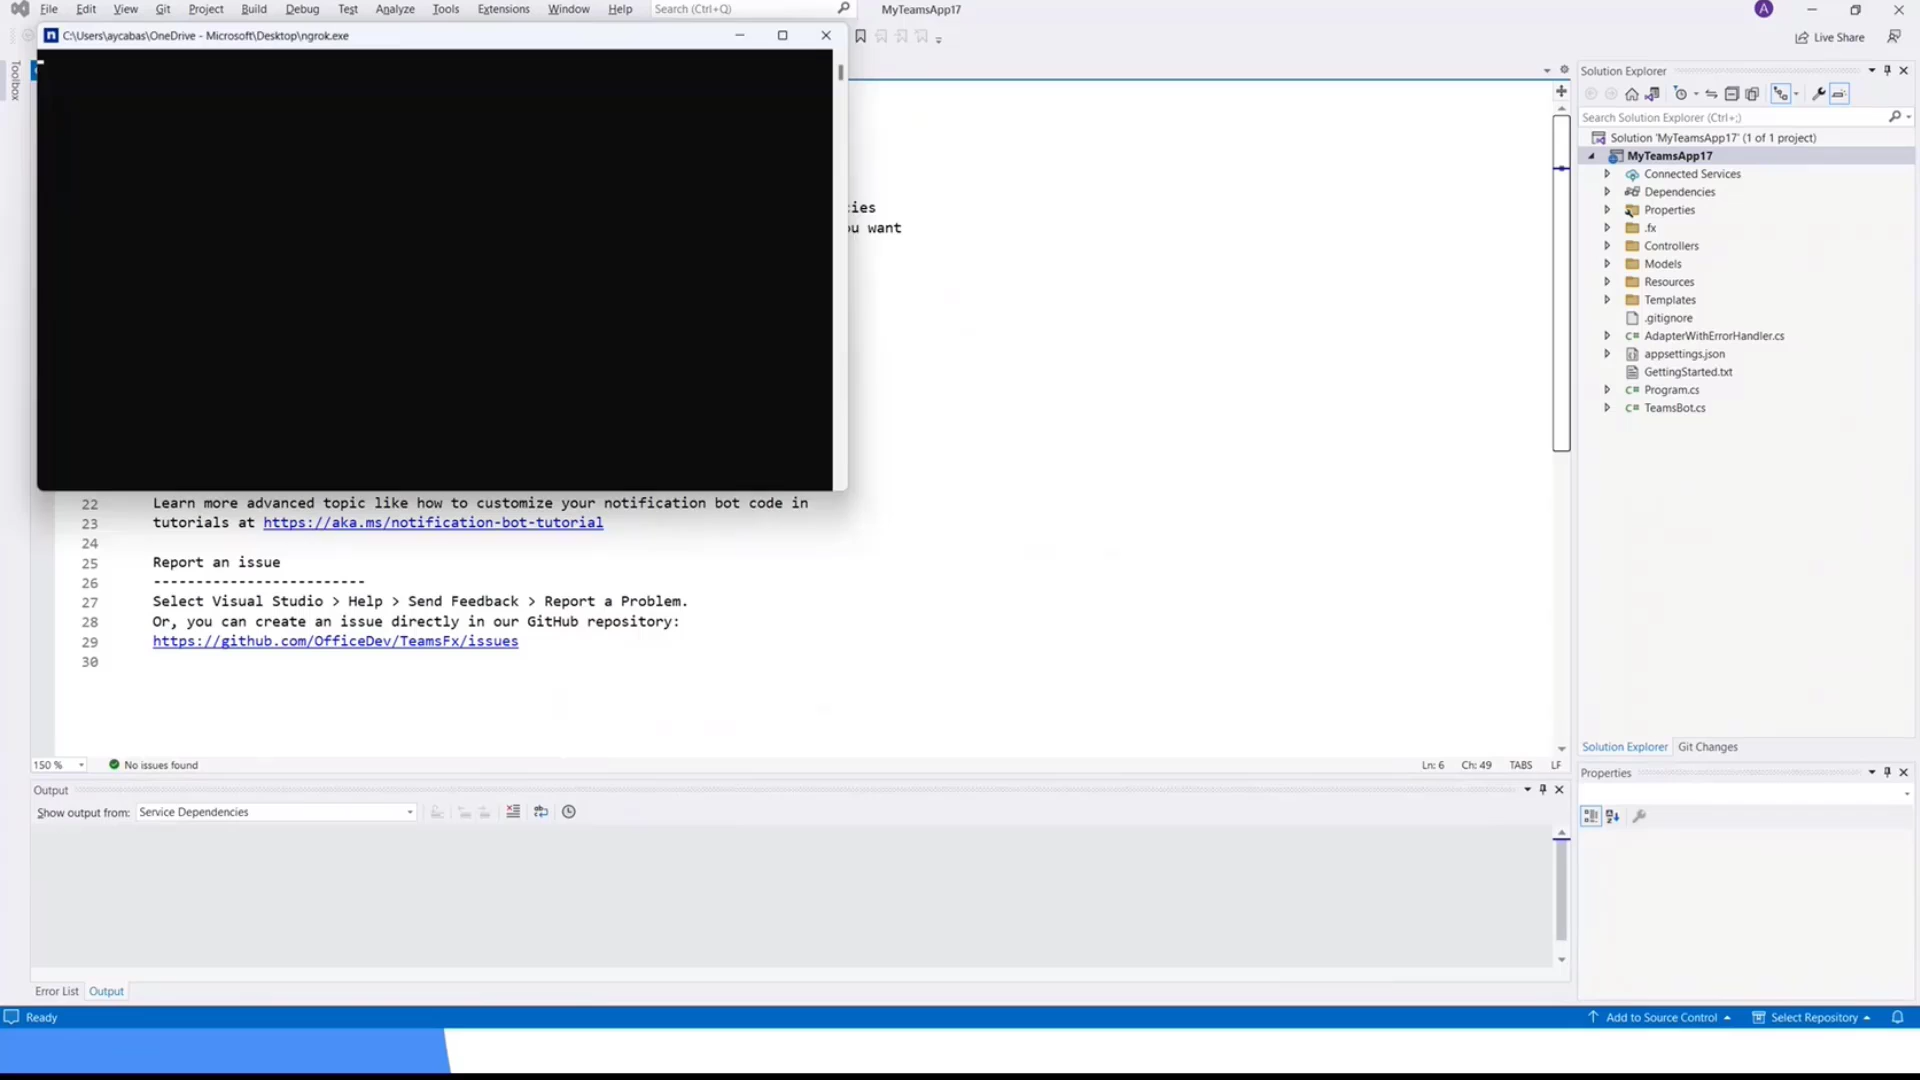 File Edit View Git Project Build Debug Test Analyze Tools Extensions Window Help Search (Ctrl+Q) MyTeamsApp17 A
C:\Users\aycabas\OneDrive - Microsoft\Desktop\ngrok.exe
Live Share
Toolbox
cies
ou want
22 Learn more advanced topic like how to customize your notification bot code in
23 tutorials at https://aka.ms/notification-bot-tutorial
24
25 Report an issue
26 -------------------------
27 Select Visual Studio > Help > Send Feedback > Report a Problem.
28 Or, you can create an issue directly in our GitHub repository:
29 https://github.com/OfficeDev/TeamsFx/issues
30
150 % No issues found Ln: 6 Ch: 49 TABS LF
Output
Show output from: Service Dependencies
Error List Output
Solution Explorer
Search Solution Explorer (Ctrl+;)
Solution 'MyTeamsApp17' (1 of 1 project)
MyTeamsApp17
Connected Services
Dependencies
Properties
.fx
Controllers
Models
Resources
Templates
.gitignore
C# AdapterWithErrorHandler.cs
appsettings.json
GettingStarted.txt
C# Program.cs
C# TeamsBot.cs
Solution Explorer Git Changes
Properties
Ready Add to Source Control Select Repository